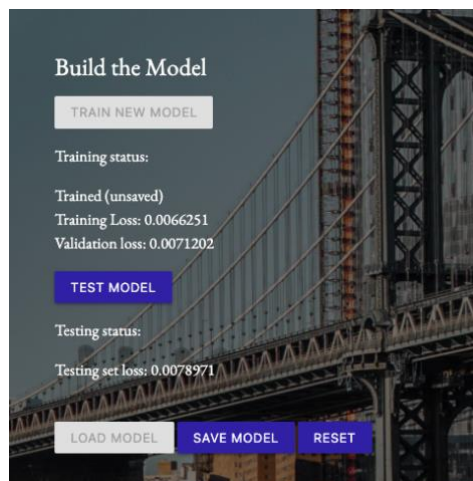 Build the Model
TRAIN NEW MODEL
Training status:
Trained (unsaved)
Training Loss: 0.0066251
Validation loss: 0.0071202
TEST MODEL
Testing status:
Testing set loss: 0.0078971
LOAD MODEL SAVE MODEL RESET